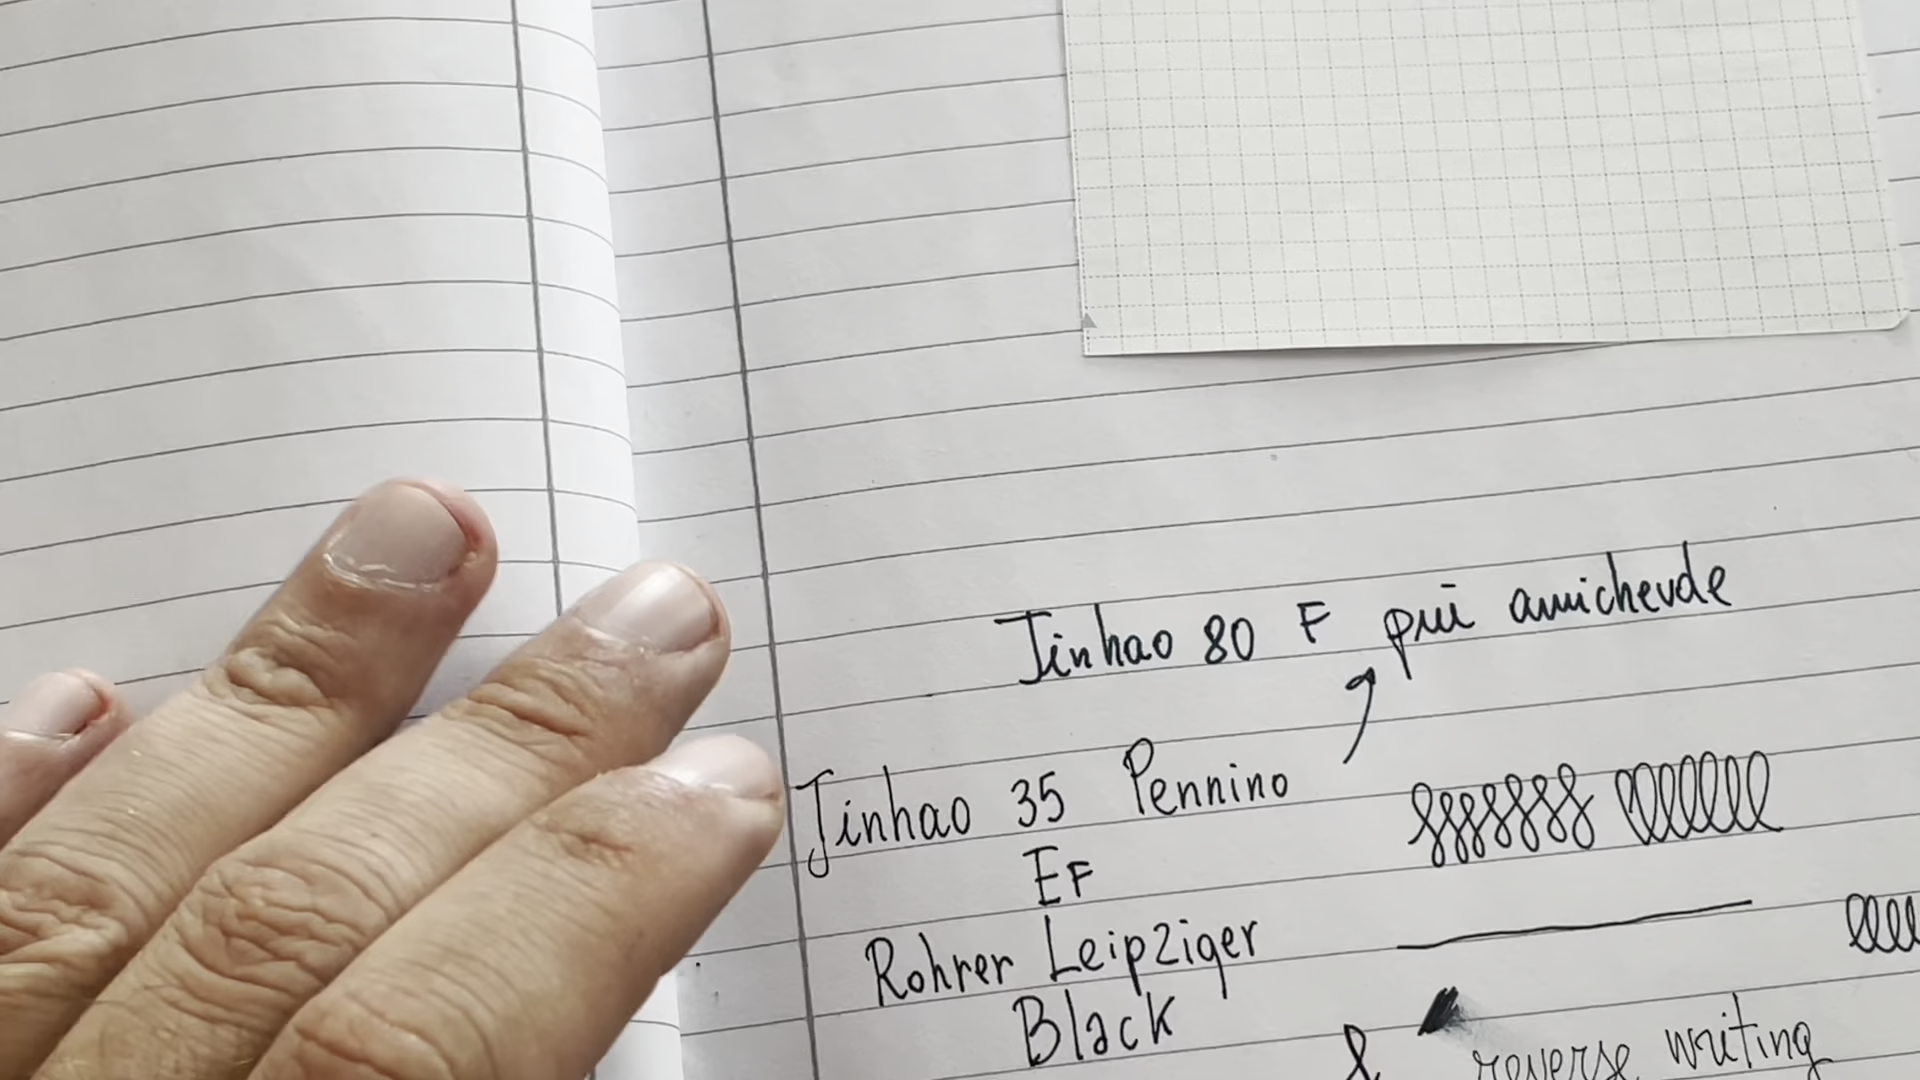 Jinhao 80 F più amichevole
Jinhao 35 Pennino
EF
Rohrer Leipziger
Black
& reverse writing